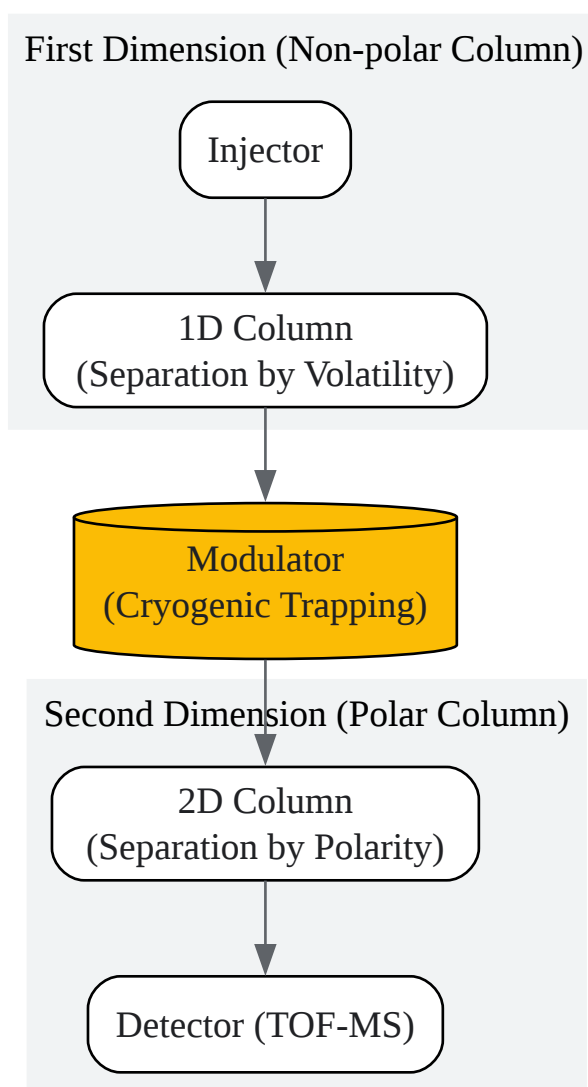 First Dimension (Non-polar Column)
Injector
1D Column
(Separation by Volatility)
Modulator
(Cryogenic Trapping)
Second Dimension (Polar Column)
2D Column
(Separation by Polarity)
Detector (TOF-MS)